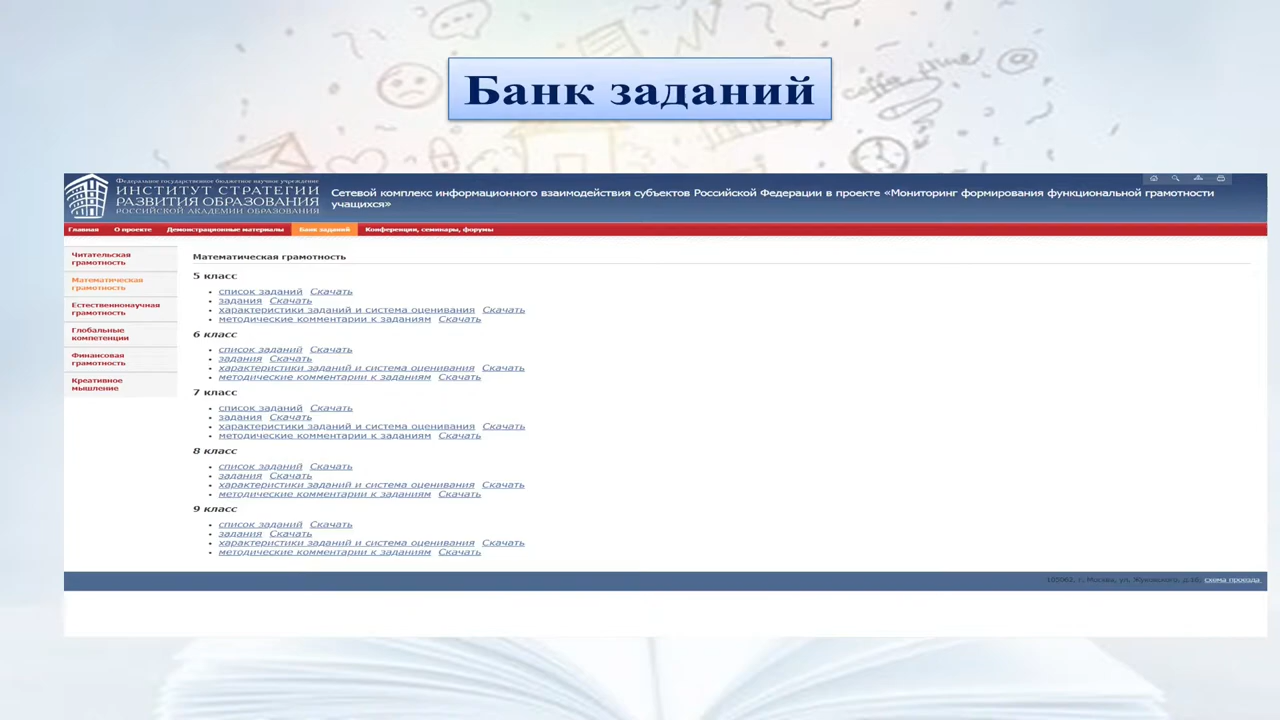 Банк заданий
Федеральное государственное бюджетное научное учреждение
ИНСТИТУТ СТРАТЕГИИ
РАЗВИТИЯ ОБРАЗОВАНИЯ
РОССИЙСКОЙ АКАДЕМИИ ОБРАЗОВАНИЯ
Сетевой комплекс информационного взаимодействия субъектов Российской Федерации в проекте «Мониторинг формирования функциональной грамотности
учащихся»
Главная О проекте Демонстрационные материалы Банк заданий Конференции, семинары, форумы
Читательская
грамотность
Математическая
грамотность
Естественнонаучная
грамотность
Глобальные
компетенции
Финансовая
грамотность
Креативное
мышление
Математическая грамотность
5 класс
список заданий Скачать
задания Скачать
характеристики заданий и система оценивания Скачать
методические комментарии к заданиям Скачать
6 класс
список заданий Скачать
задания Скачать
характеристики заданий и система оценивания Скачать
методические комментарии к заданиям Скачать
7 класс
список заданий Скачать
задания Скачать
характеристики заданий и система оценивания Скачать
методические комментарии к заданиям Скачать
8 класс
список заданий Скачать
задания Скачать
характеристики заданий и система оценивания Скачать
методические комментарии к заданиям Скачать
9 класс
список заданий Скачать
задания Скачать
характеристики заданий и система оценивания Скачать
методические комментарии к заданиям Скачать
105062, г. Москва, ул. Жуковского, д.16, схема проезда